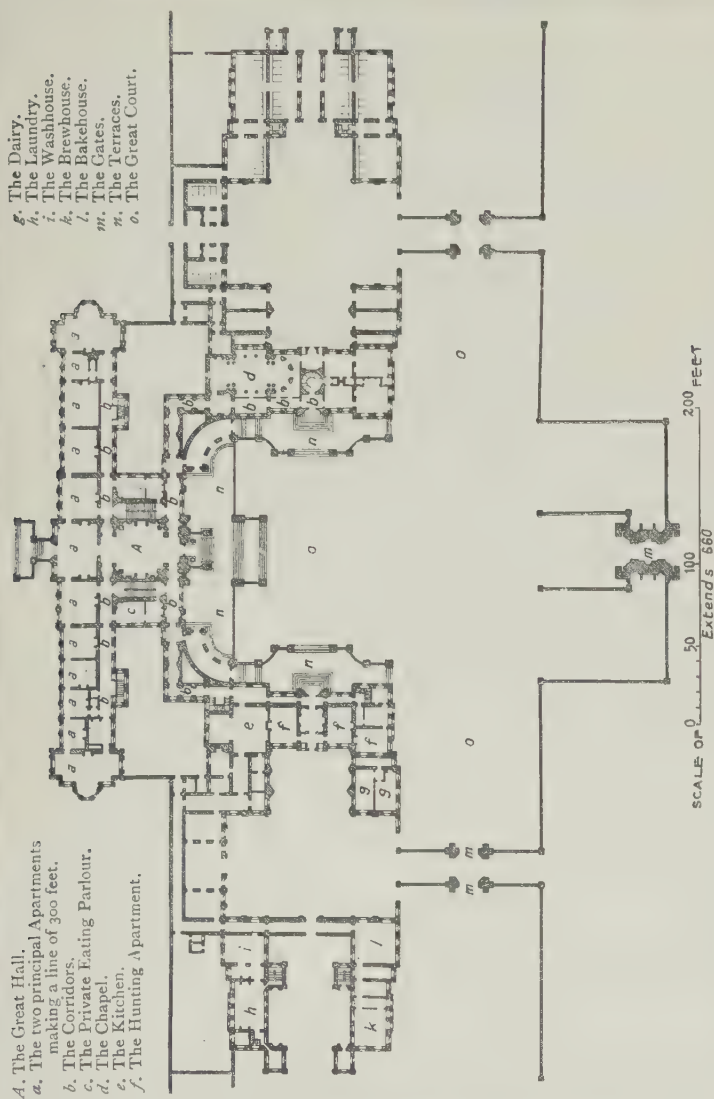 A. The Great Hall.
a. The two principal Apartments
making a line of 300 feet.
b. The Corridors.
c. The Private Eating Parlour.
d. The Chapel.
e. The Kitchen.
f. The Hunting Apartment.
g. The Dairy.
h. The Laundry.
i. The Washhouse.
k. The Brewhouse.
l. The Bakehouse.
m. The Gates.
n. The Terraces.
o. The Great Court.
a
a
a
a
a
a
a
a
a
a
b
b
b
b
c
A
b
b
b
b
e
f
f
f
g
g
n
n
n
n
d
b
b
b
i
h
l
k
o
o
o
m
m
m
SCALE OF 0 50 100 200 FEET
Extends 660